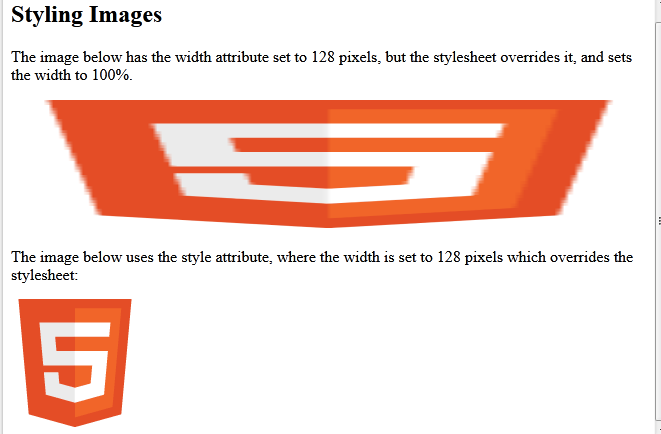 Styling Images
The image below has the width attribute set to 128 pixels, but the stylesheet overrides it, and sets
the width to 100%.
5
The image below uses the style attribute, where the width is set to 128 pixels which overrides the
stylesheet:
5